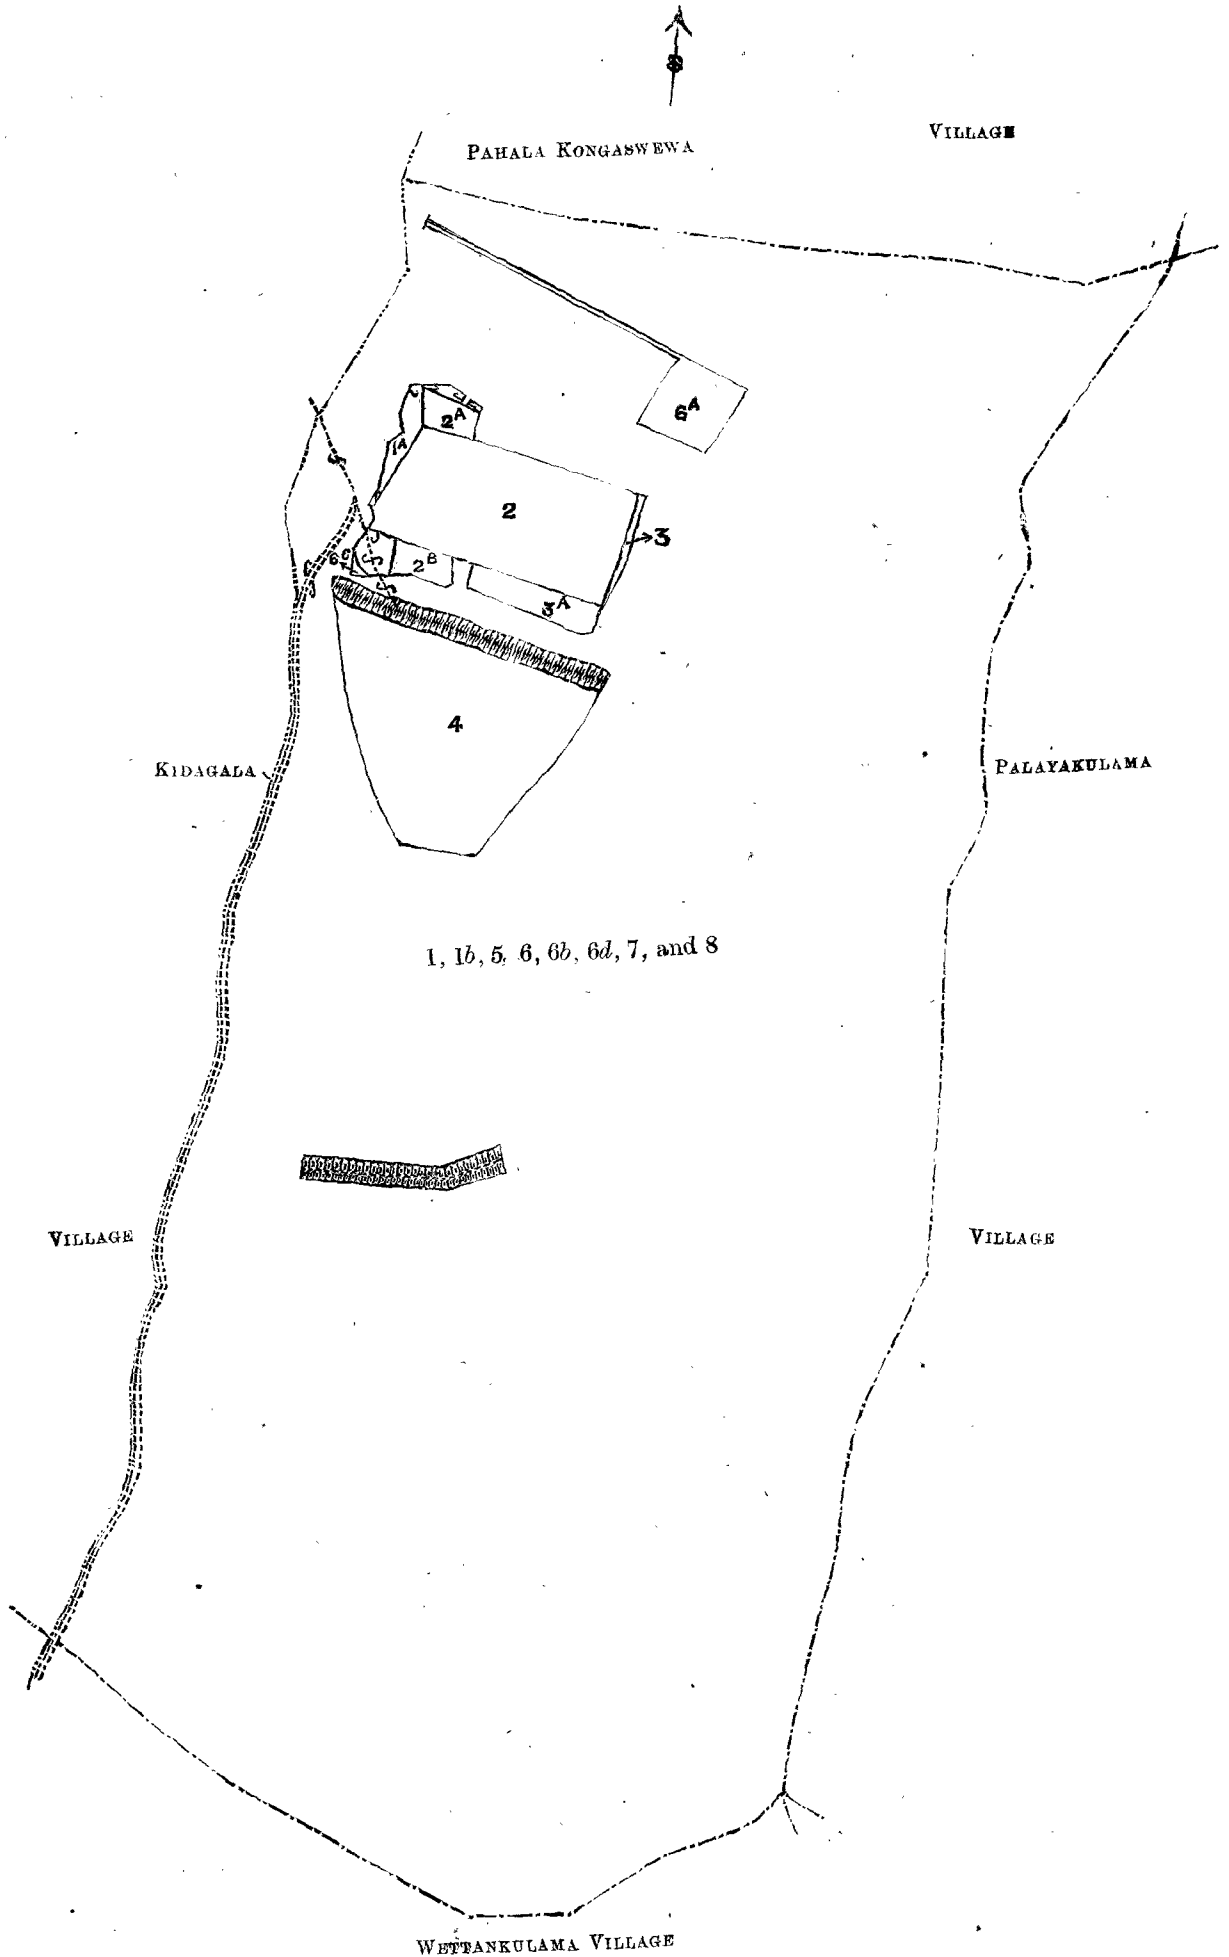 PAHALA KONGASWEWA VILLAGE
6A
2A
1A
2
3
6C
2B
3A
4
KIDAGALA
PALAYAKULAMA
1, 1b, 5, 6, 6b, 6d, 7, and 8
VILLAGE
VILLAGE
WETTANKULAMA VILLAGE